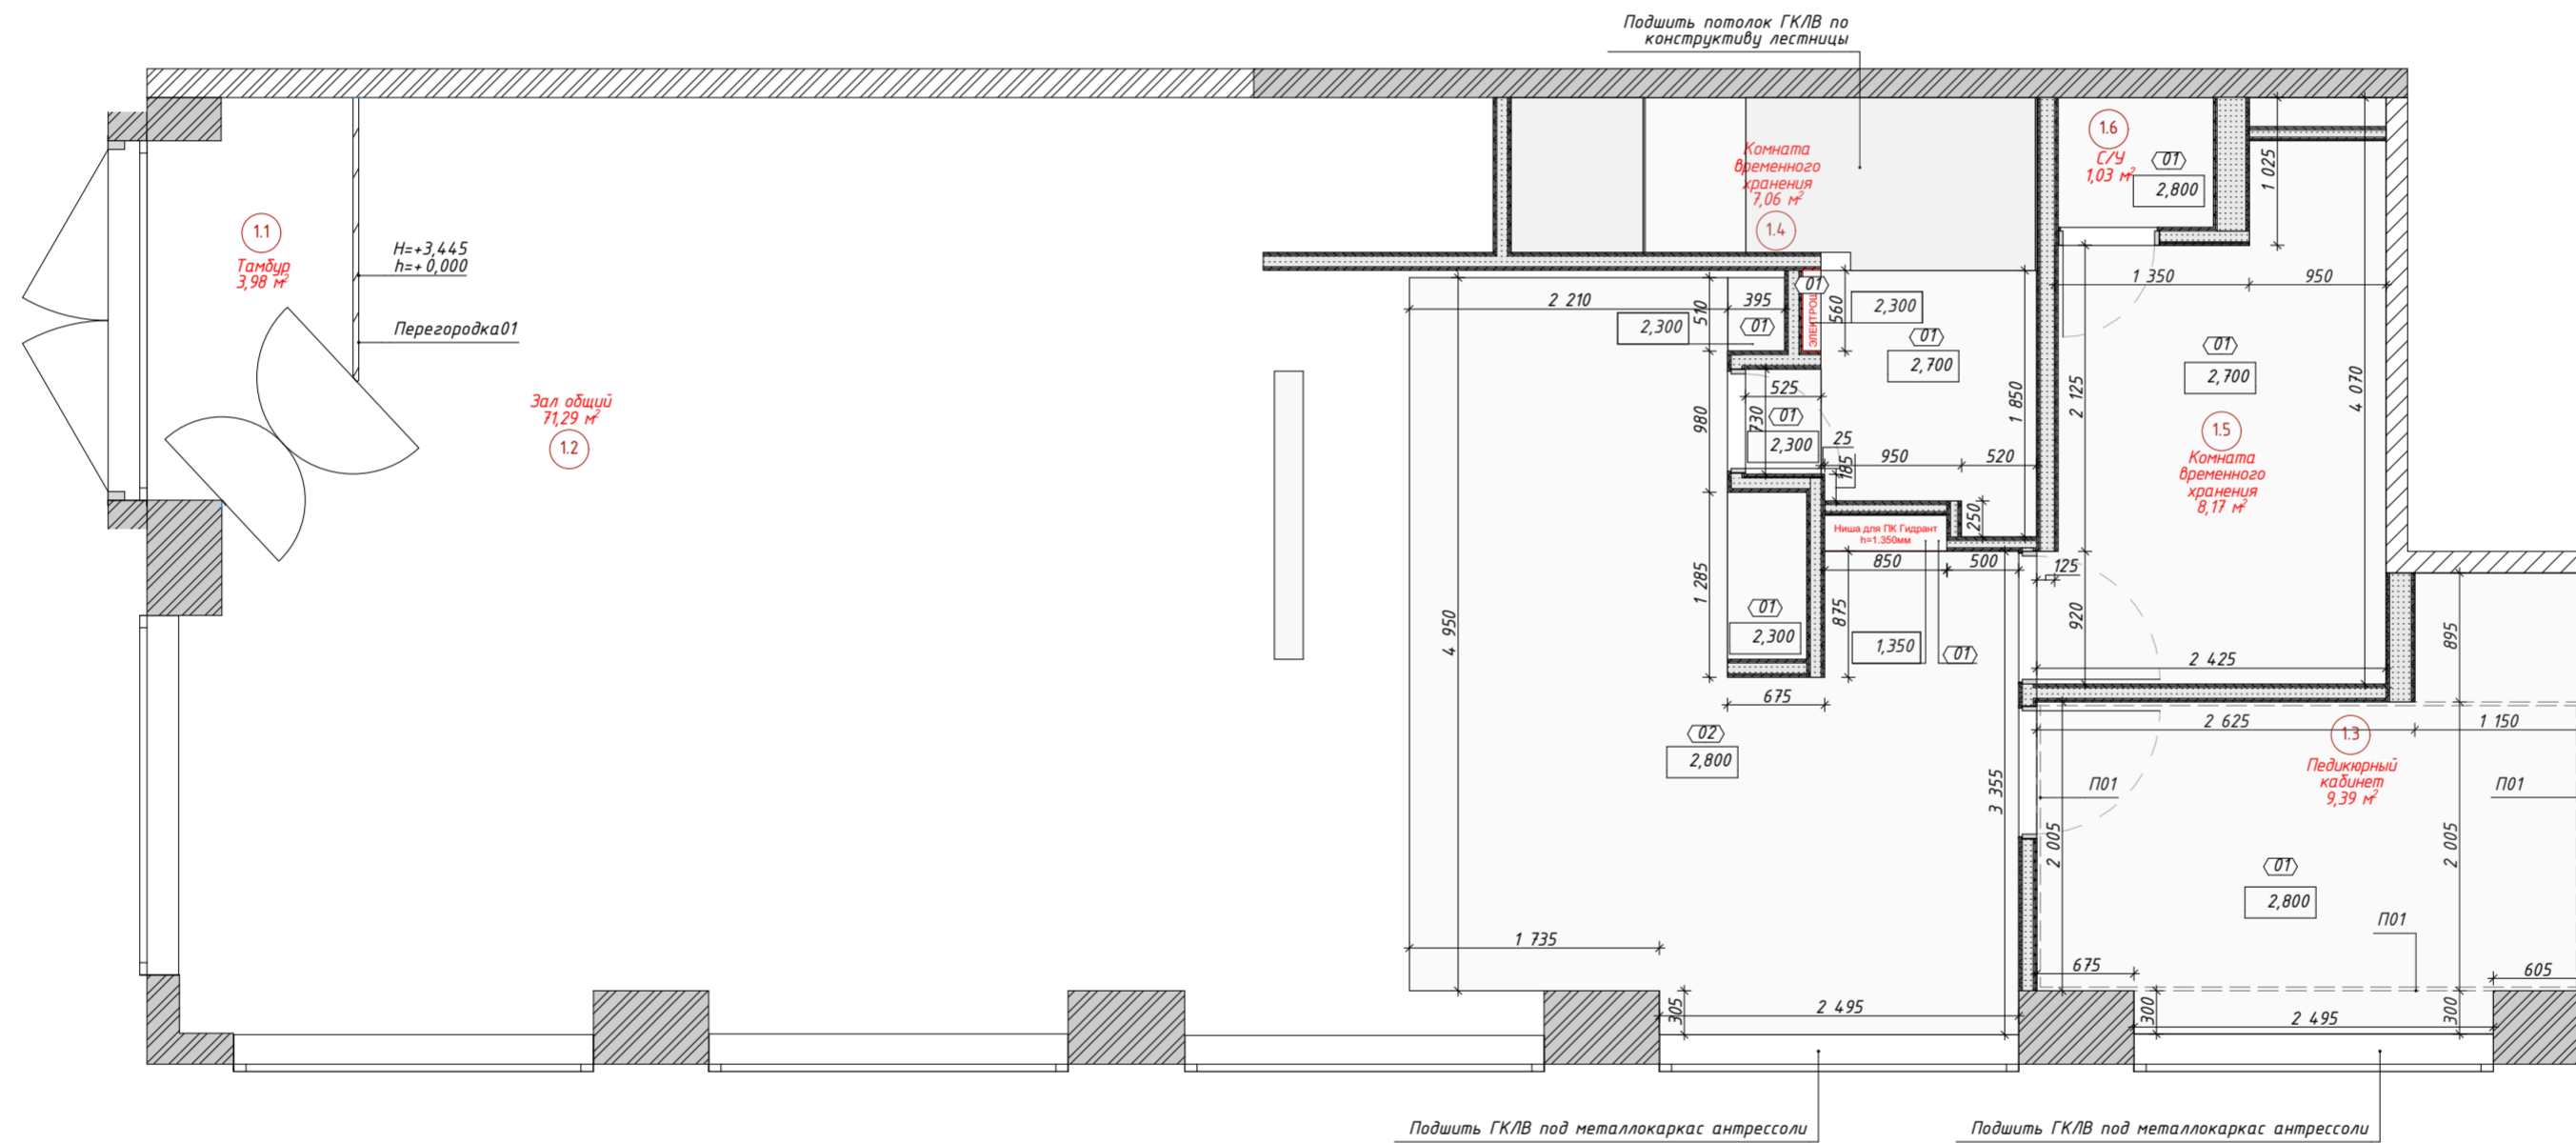 Подшить потолок ГКЛВ по
конструктиву лестницы
1.1
Тамбур
3,98 м²
H=+3,445
h=+0,000
Перегородка01
Зал общий
71,29 м²
1.2
Комната
временного
хранения
7,06 м²
1.4
1.6
С/У
1,03 м²
01
2,800
1 025
1 350
950
2 210
395
510
2,300
01
01
ЭЛЕКТРОЩ
560
2,300
01
2,700
1 850
525
730
980
01
2,300
25
185
950
520
250
Ниша для ПК Гидрант
h=1.350мм
850
500
125
1 285
01
2,300
875
1,350
01
675
4 950
02
2,800
3 355
1 735
305
2 495
2 125
01
2,700
4 070
1.5
Комната
временного
хранения
8,17 м²
920
2 425
895
2 625
1 150
1.3
Педикюрный
кабинет
9,39 м²
П01
П01
2 005
2 005
01
2,800
П01
675
605
300
2 495
300
Подшить ГКЛВ под металлокаркас антрессоли
Подшить ГКЛВ под металлокаркас антрессоли